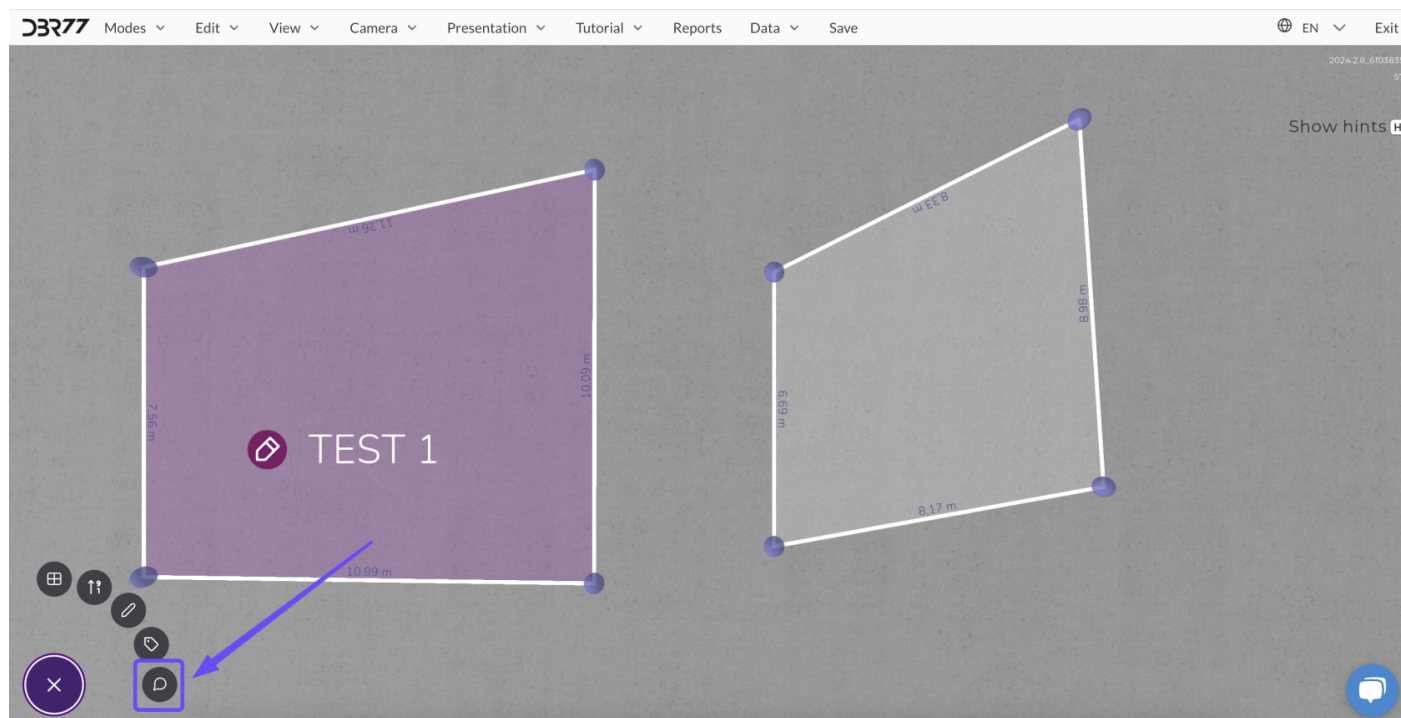 DBR77 Modes Edit View Camera Presentation Tutorial Reports Data Save EN Exit
Show hints H
11.26 m
8.33 m
8.98 m
10.09 m
7.56 m
6.69 m
TEST 1
8.17 m
10.99 m